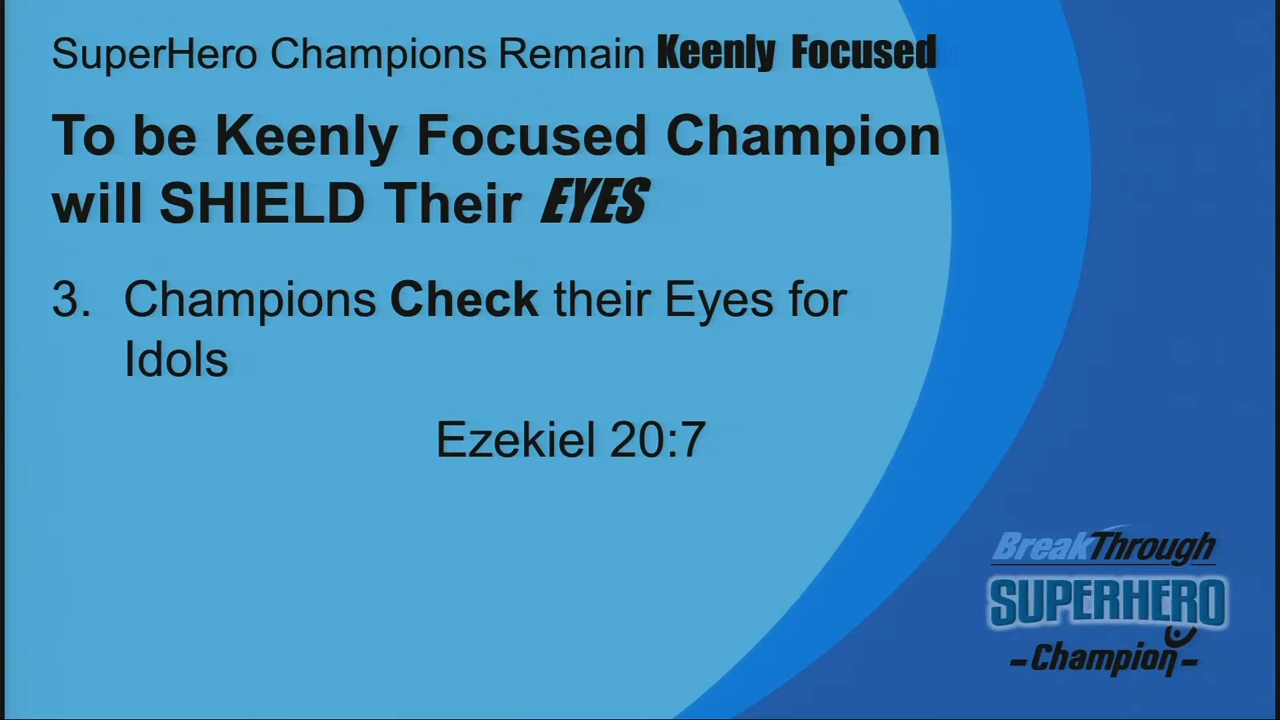 SuperHero Champions Remain Keenly Focused
To be Keenly Focused Champion
will SHIELD Their EYES
3. Champions Check their Eyes for
Idols
Ezekiel 20:7
BreakThrough
SUPERHERO
-Champion-